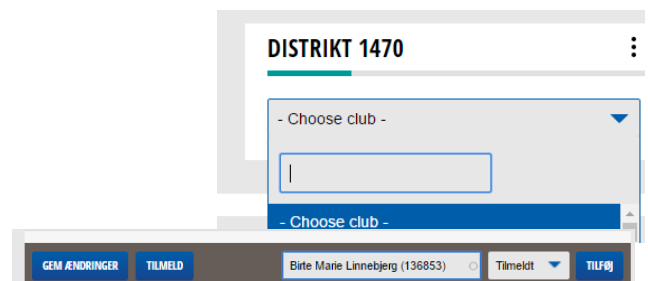 DISTRIKT 1470
- Choose club -
- Choose club -
GEM ÆNDRINGER TILMELD Birte Marie Linnebjerg (136853) Tilmeldt TILFØJ